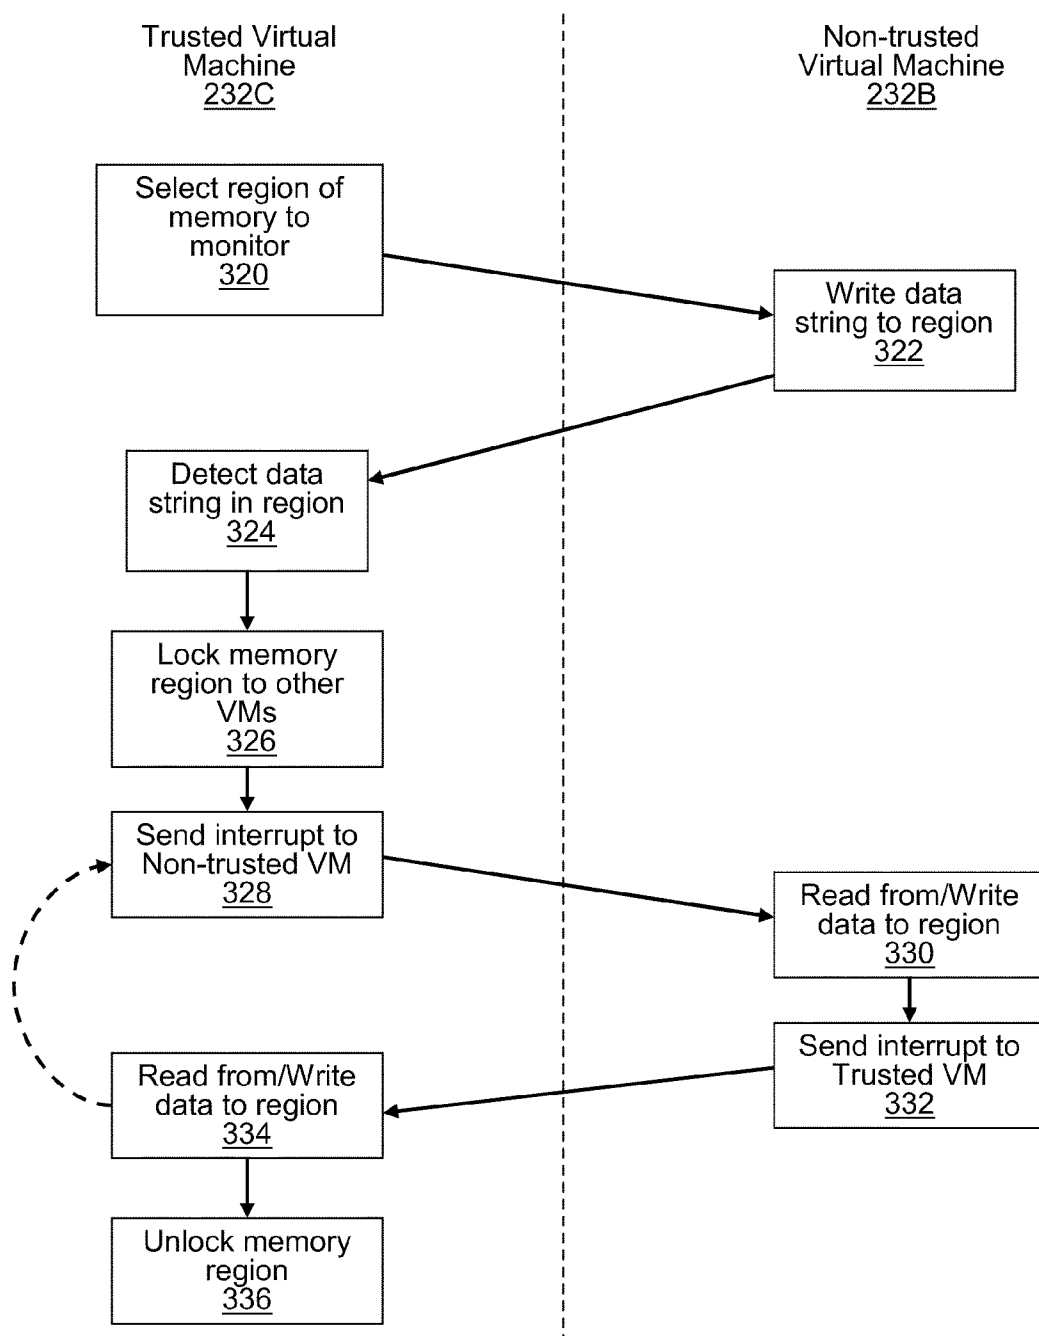 Trusted Virtual
Machine
232C
Non-trusted
Virtual Machine
232B
Select region of
memory to
monitor
320
Write data
string to region
322
Detect data
string in region
324
Lock memory
region to other
VMs
326
Send interrupt to
Non-trusted VM
328
Read from/Write
data to region
330
Send interrupt to
Trusted VM
332
Read from/Write
data to region
334
Unlock memory
region
336